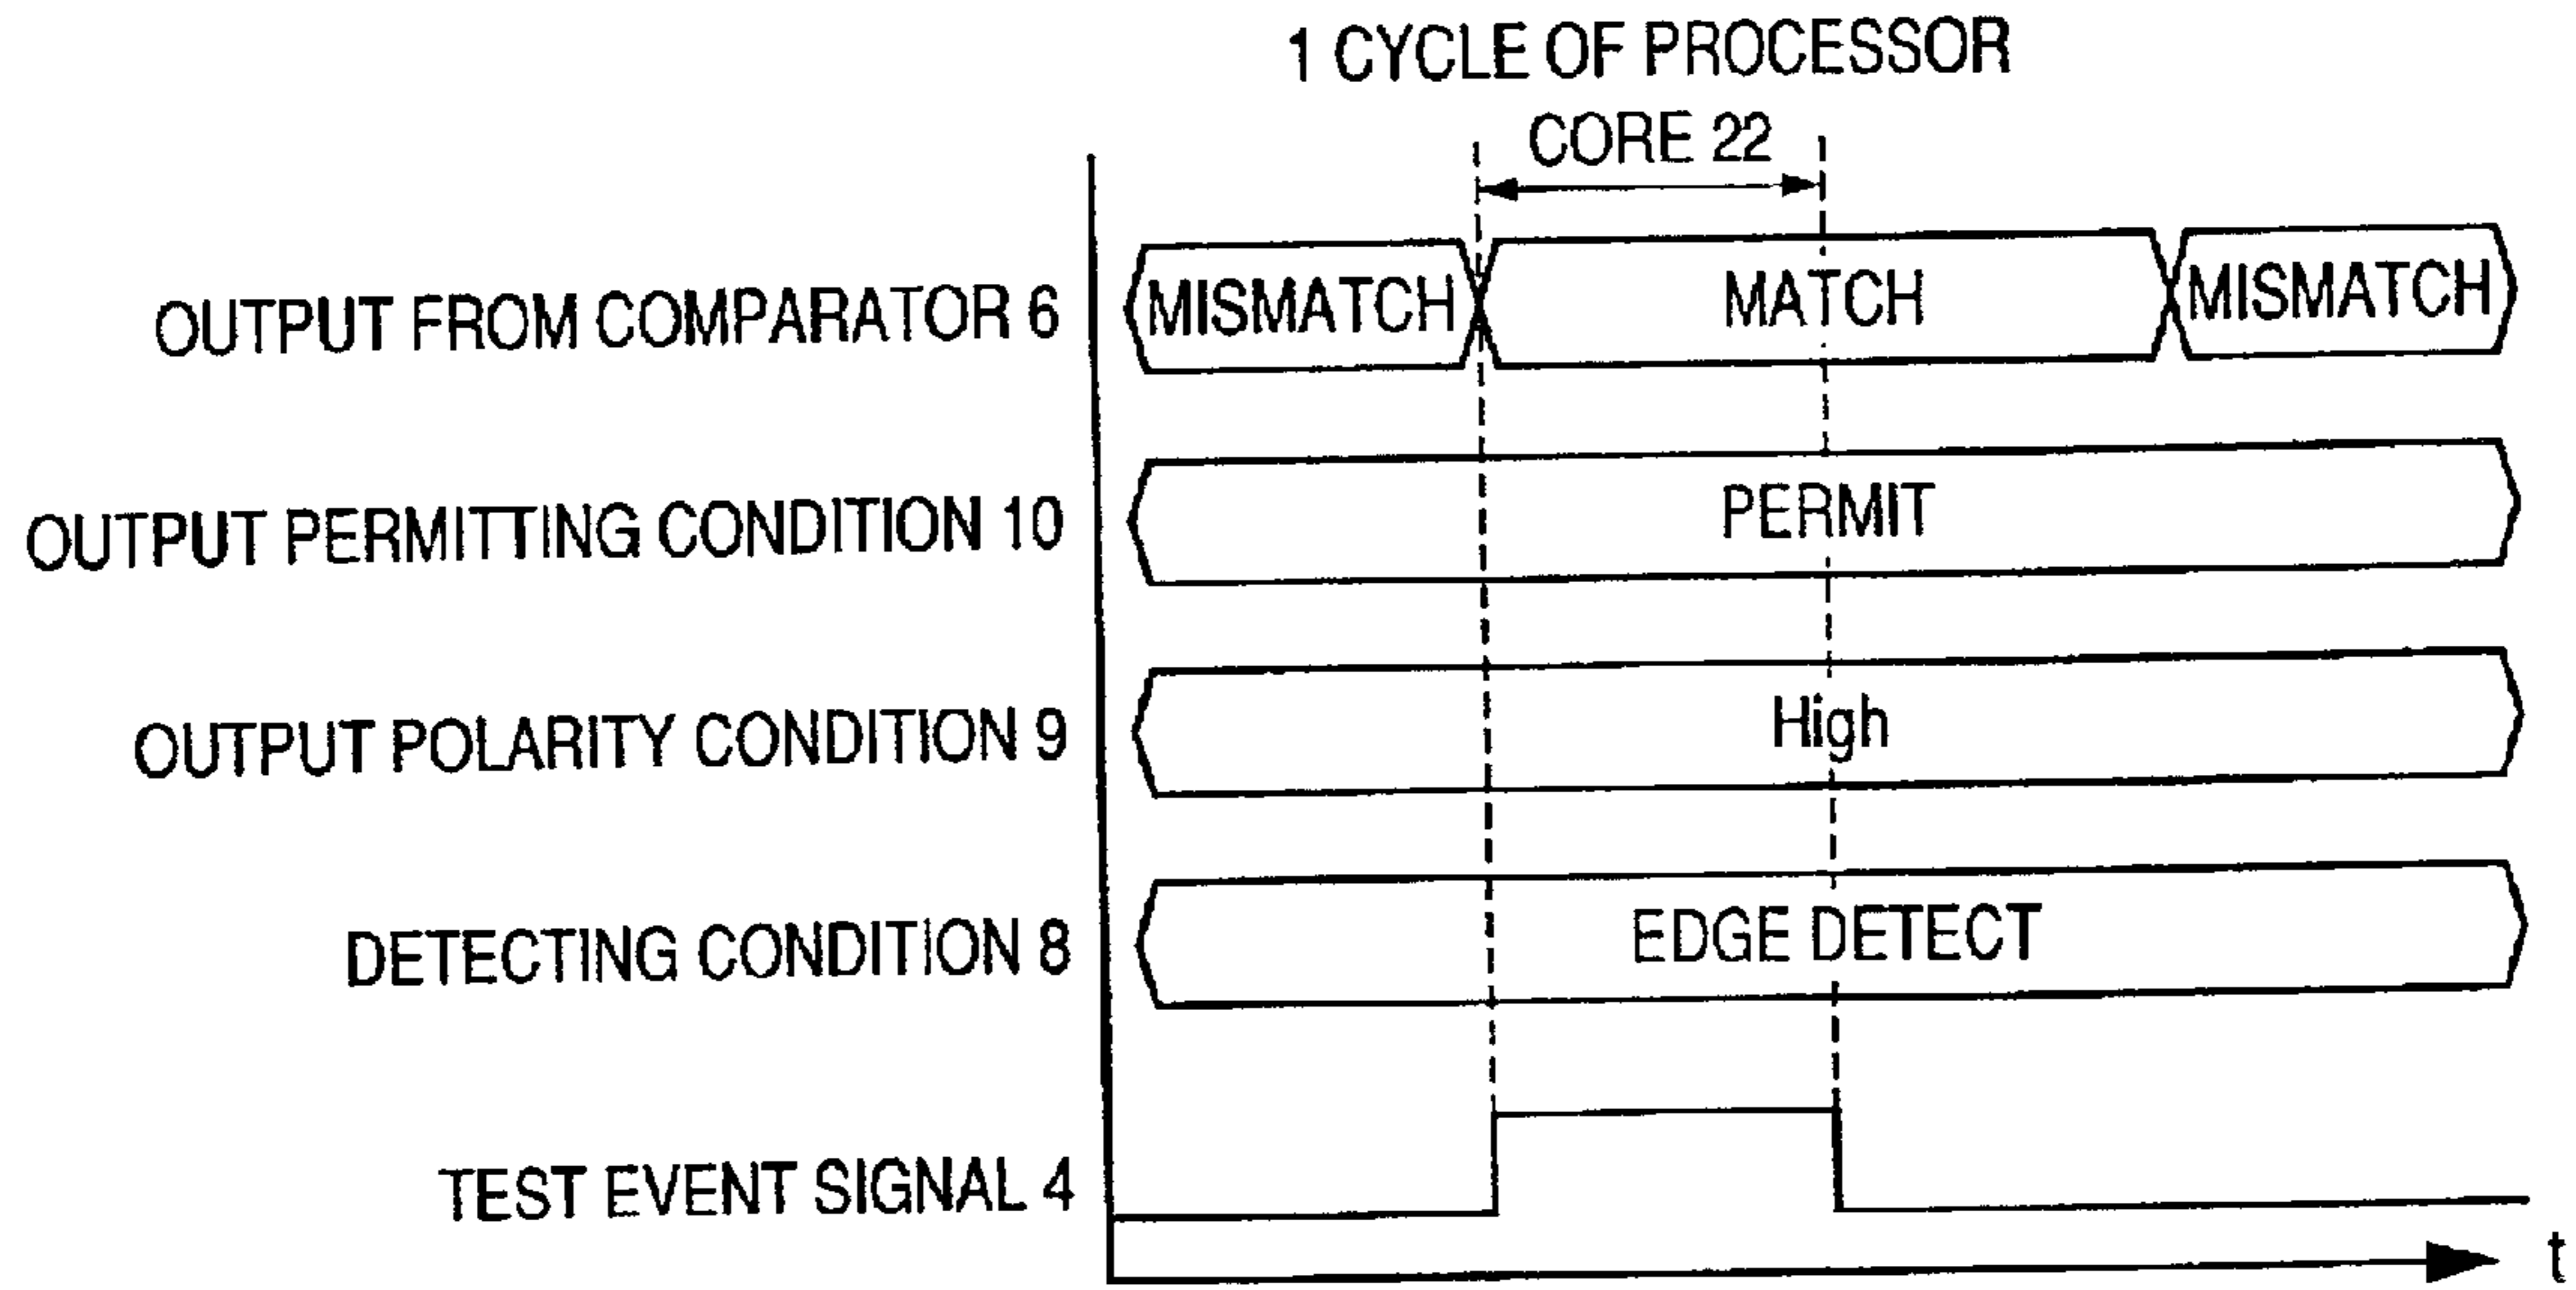 1 CYCLE OF PROCESSOR
CORE 22
OUTPUT FROM COMPARATOR 6
MISMATCH
MATCH
MISMATCH
OUTPUT PERMITTING CONDITION 10
PERMIT
OUTPUT POLARITY CONDITION 9
High
DETECTING CONDITION 8
EDGE DETECT
TEST EVENT SIGNAL 4
t